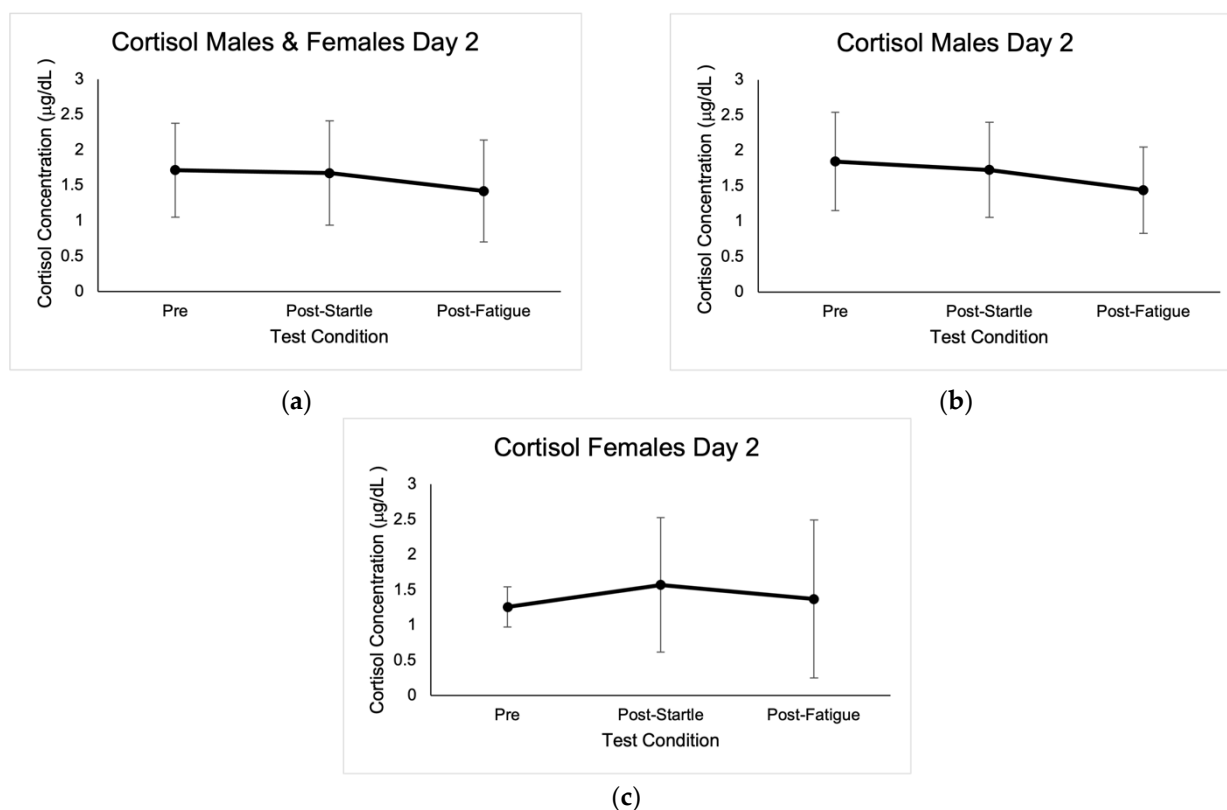 Cortisol Males & Females Day 2
Cortisol Concentration (µg/dL )
3
2.5
2
1.5
1
0.5
0
Pre
Post-Startle
Post-Fatigue
Test Condition
(a)
Cortisol Males Day 2
Cortisol Concentration (µg/dL )
3
2.5
2
1.5
1
0.5
0
Pre
Post-Startle
Post-Fatigue
Test Condition
(b)
Cortisol Females Day 2
Cortisol Concentration (µg/dL )
3
2.5
2
1.5
1
0.5
0
Pre
Post-Startle
Post-Fatigue
Test Condition
(c)